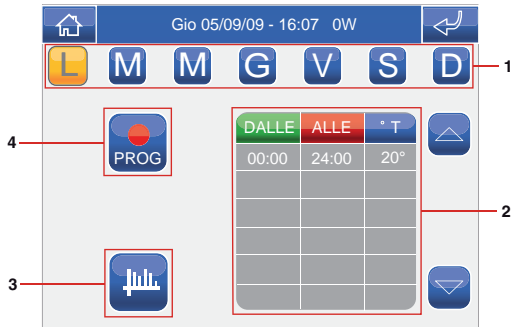 Gio 05/09/09 - 16:07 0W
L M M G V S D
1
4
PROG
DALLE ALLE ° T
00:00 24:00 20°
2
3